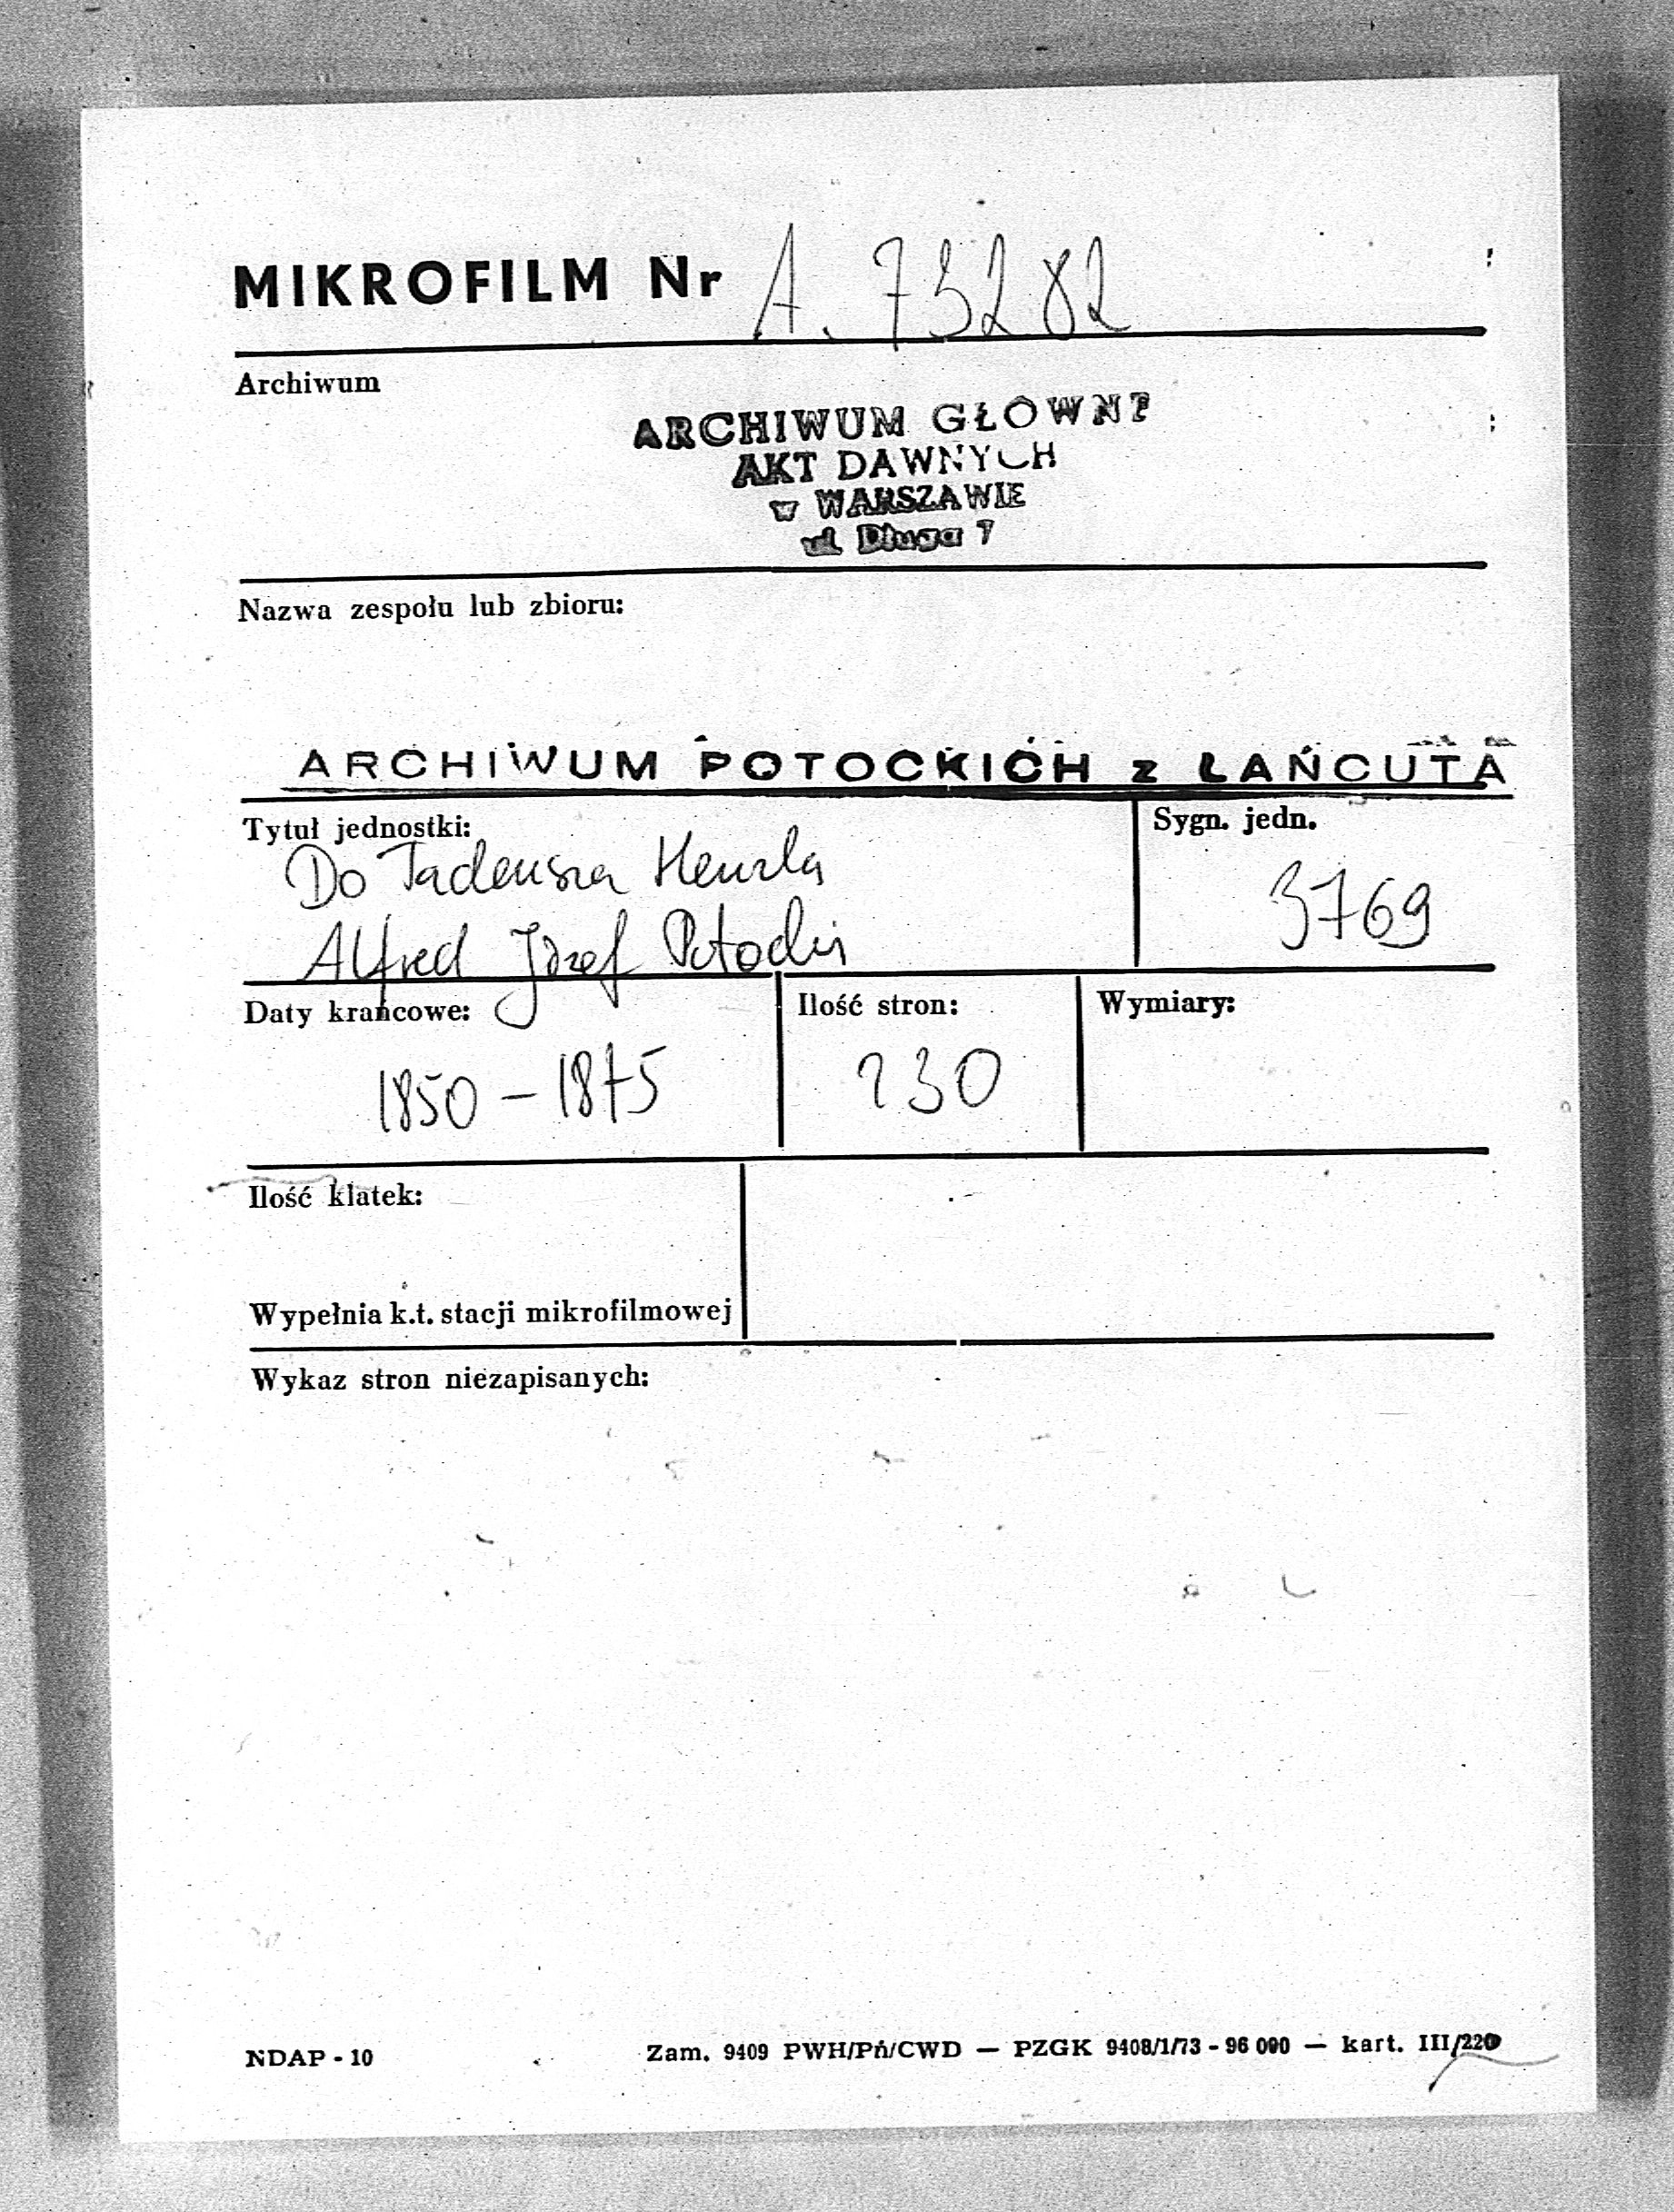 MIKROFILM Nr A. 73282
Archiwum
ARCHIWUM GŁÓWNE
AKT DAWNYCH
w WARSZAWIE
ul. Długa 7
Nazwa zespołu lub zbioru:
ARCHIWUM POTOCKICH z ŁAŃCUTA
Tytuł jednostki:
Sygn. jedn.
Do Tadeusza Heurla
3769
Alfred Józef Potocki
Daty krańcowe:
Ilość stron:
Wymiary:
1850 - 1875
230
Ilość klatek:
Wypełnia k.t. stacji mikrofilmowej
Wykaz stron niezapisanych:
NDAP - 10
Zam. 9409 PWH/Pń/CWD — PZGK 9408/1/73 - 96 000 — kart. III/220